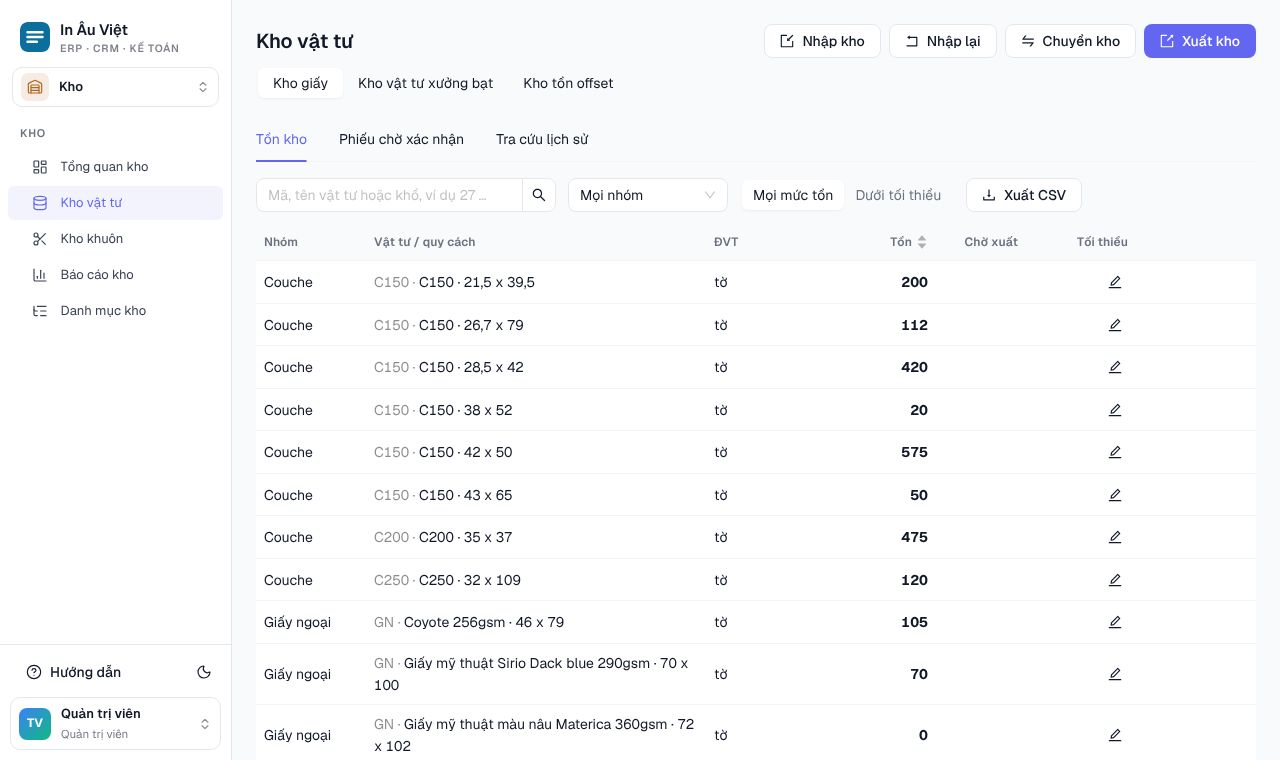 In Âu Việt
ERP · CRM · KẾ TOÁN
Kho
KHO
Tổng quan kho
Kho vật tư
Kho khuôn
Báo cáo kho
Danh mục kho
Hướng dẫn
TV
Quản trị viên
Quản trị viên
Kho vật tư
Nhập kho
Nhập lại
Chuyển kho
Xuất kho
Kho giấy
Kho vật tư xưởng bạt
Kho tồn offset
Tồn kho
Phiếu chờ xác nhận
Tra cứu lịch sử
Mã, tên vật tư hoặc khổ, ví dụ 27 ...
Mọi nhóm
Mọi mức tồn
Dưới tối thiểu
Xuất CSV
Nhóm Vật tư / quy cách ĐVT Tồn Chờ xuất Tối thiểu
Couche C150 · C150 · 21,5 x 39,5 tờ 200
Couche C150 · C150 · 26,7 x 79 tờ 112
Couche C150 · C150 · 28,5 x 42 tờ 420
Couche C150 · C150 · 38 x 52 tờ 20
Couche C150 · C150 · 42 x 50 tờ 575
Couche C150 · C150 · 43 x 65 tờ 50
Couche C200 · C200 · 35 x 37 tờ 475
Couche C250 · C250 · 32 x 109 tờ 120
Giấy ngoại GN · Coyote 256gsm · 46 x 79 tờ 105
Giấy ngoại GN · Giấy mỹ thuật Sirio Dack blue 290gsm · 70 x tờ 70
100
Giấy ngoại GN · Giấy mỹ thuật màu nâu Materica 360gsm · 72 tờ 0
x 102